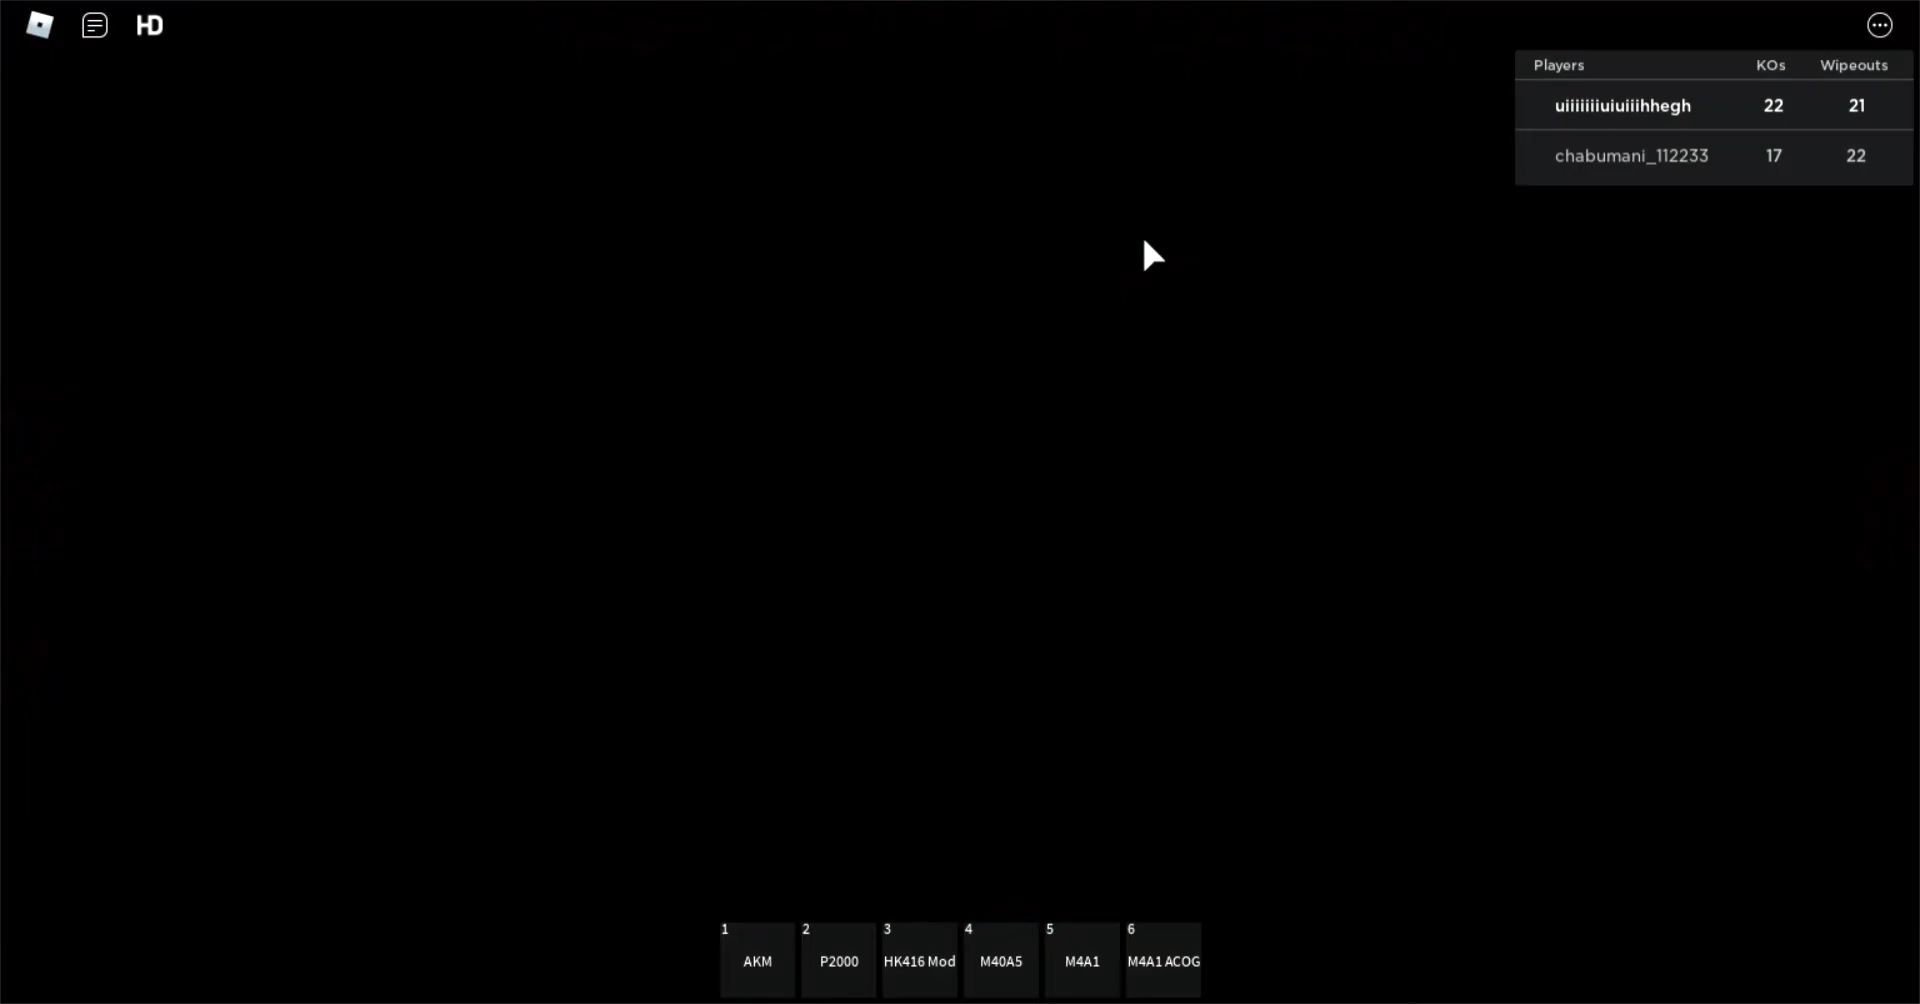 HD
Players KOs Wipeouts
uiiiiiiiuiuiiihhegh 22 21
chabumani_112233 17 22
1 2 3 4 5 6
AKM P2000 HK416 Mod M40A5 M4A1 M4A1 ACOG